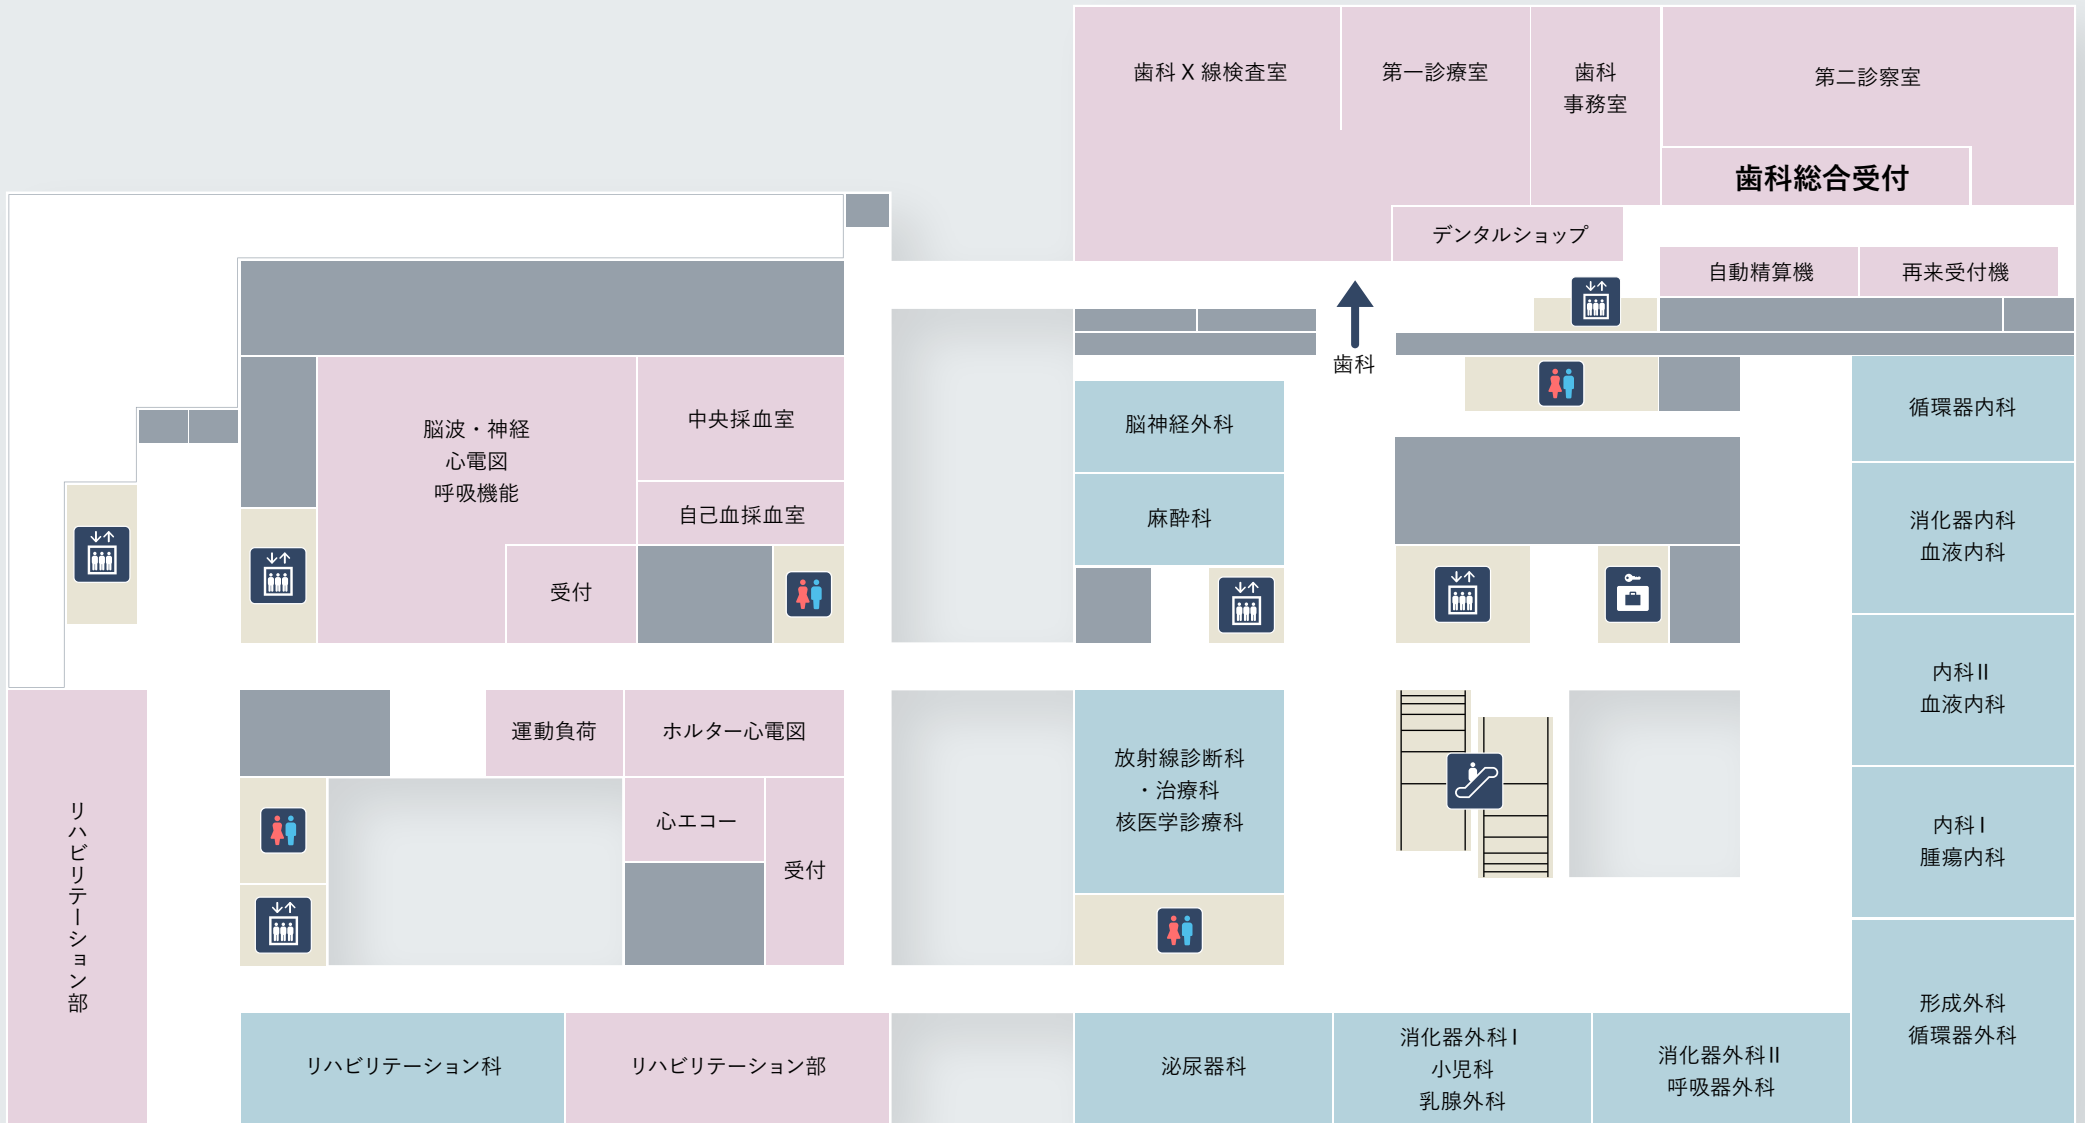 歯科 X 線検査室
第一診療室
歯科
事務室
第二診察室
歯科総合受付
デンタルショップ
自動精算機
再来受付機
歯科
脳波・神経
心電図
呼吸機能
中央採血室
自己血採血室
受付
脳神経外科
麻酔科
循環器内科
消化器内科
血液内科
内科Ⅱ
血液内科
内科Ⅰ
腫瘍内科
形成外科
循環器外科
運動負荷
ホルター心電図
心エコー
受付
放射線診断科
・治療科
核医学診療科
リハビリテーション部
リハビリテーション科
リハビリテーション部
泌尿器科
消化器外科Ⅰ
小児科
乳腺外科
消化器外科Ⅱ
呼吸器外科